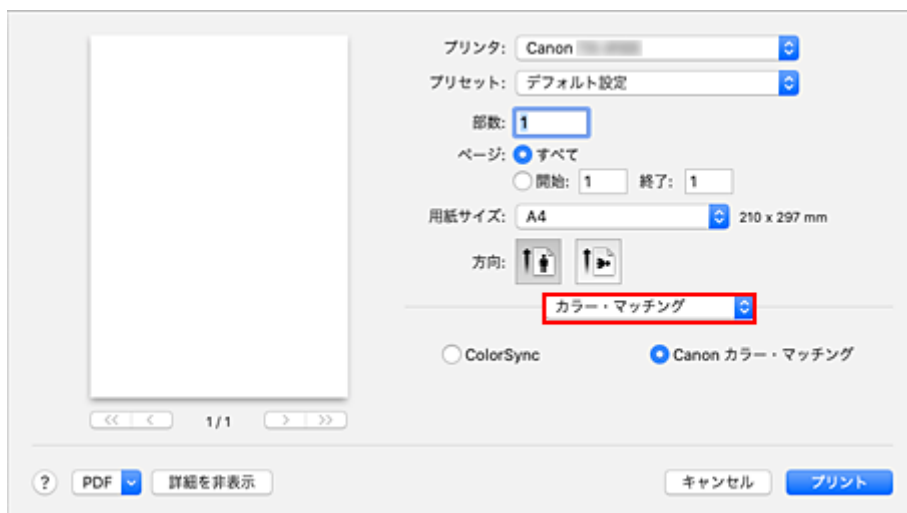 プリンタ: Canon
プリセット: デフォルト設定
部数: 1
ページ: すべて
開始: 1 終了: 1
用紙サイズ: A4 210 x 297 mm
方向:
カラー・マッチング
ColorSync Canon カラー・マッチング
<< < 1 / 1 > >>
? PDF 詳細を非表示 キャンセル プリント